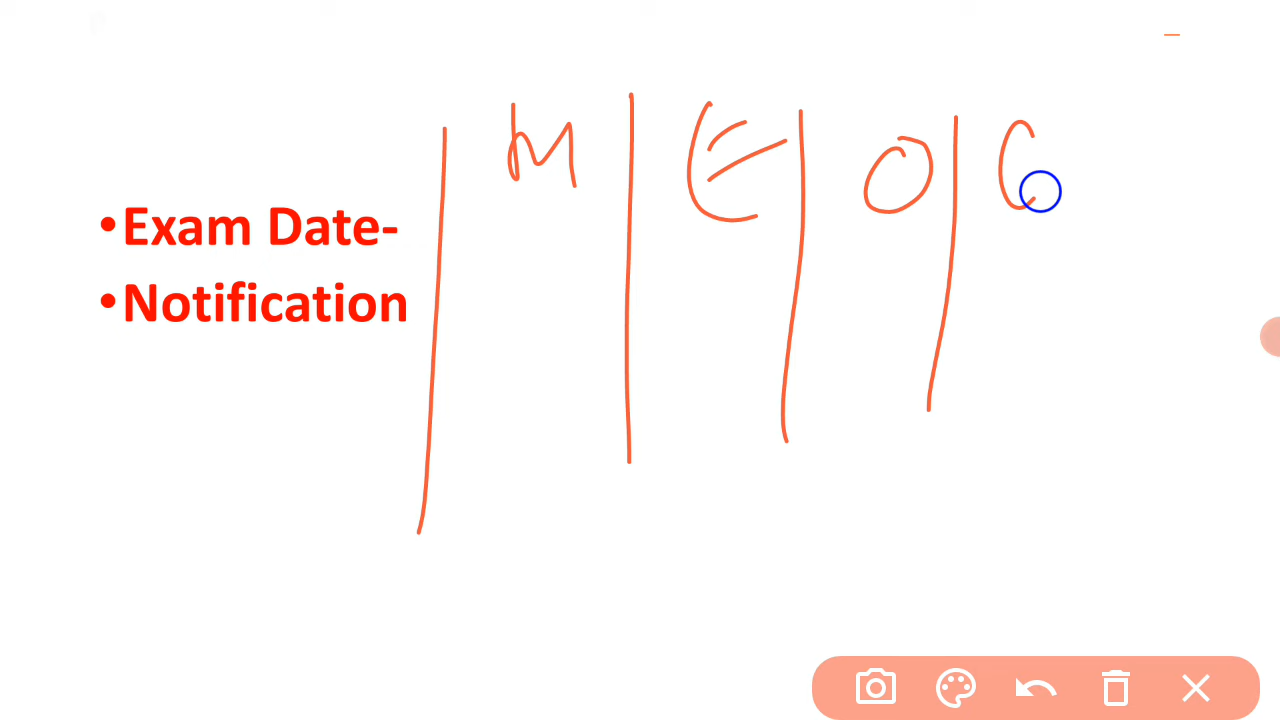 M E O C
•Exam Date-
•Notification